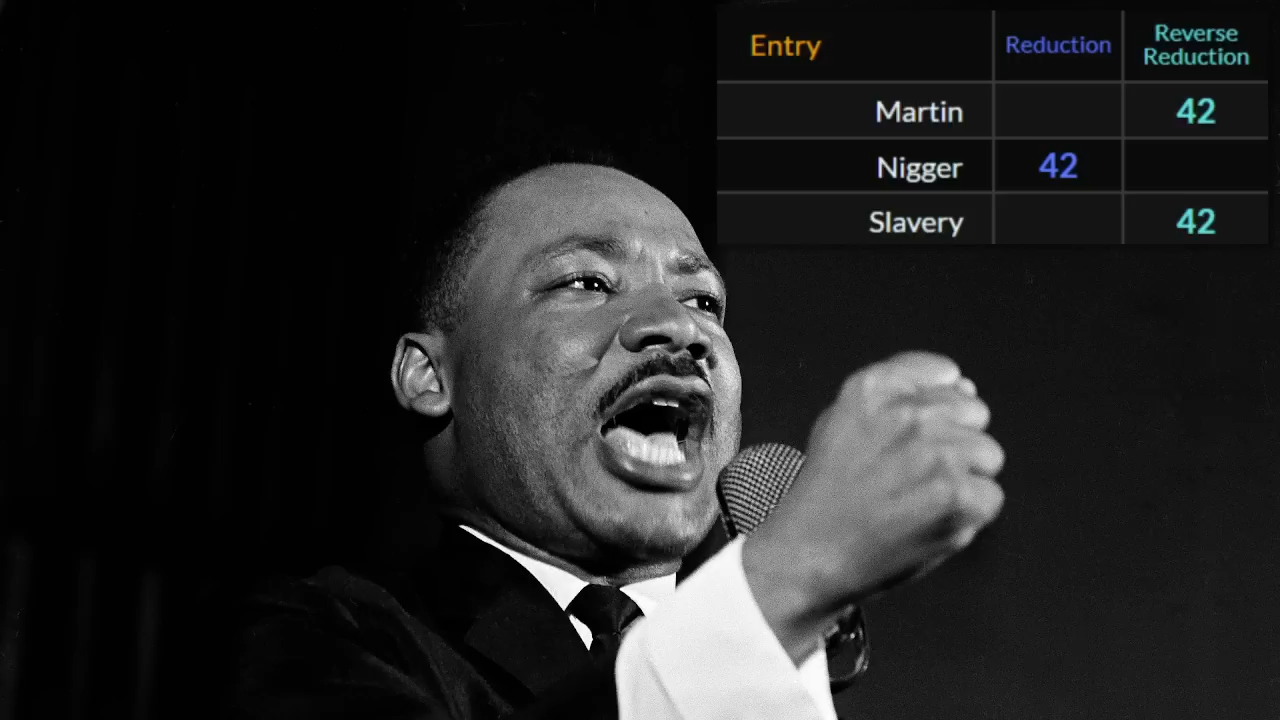 Entry Reduction Reverse
Reduction
Martin 42
Nigger 42
Slavery 42